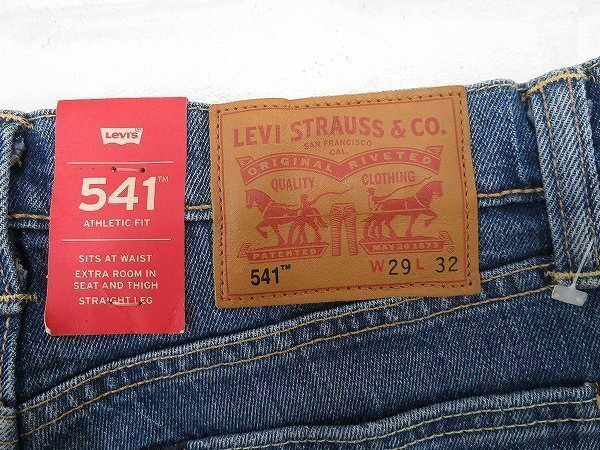 Levi's
541™
ATHLETIC FIT
SITS AT WAIST
EXTRA ROOM IN
SEAT AND THIGH
STRAIGHT LEG
LEVI STRAUSS & CO.
SAN FRANCISCO
CAL.
ORIGINAL RIVETED
QUALITY CLOTHING
PATENTED MAY 20 1873
541™ W 29 L 32